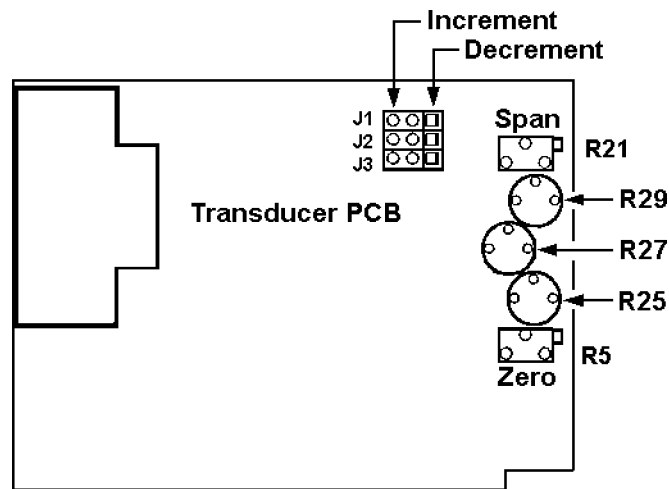 Increment
Decrement
J1
J2
J3
Span
R21
R29
Transducer PCB
R27
R25
R5
Zero